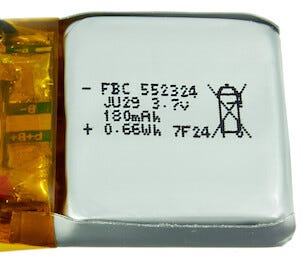 - FBC 552324
JU29 3.7V
180mAh
+ 0.66Wh 7F24
B+B+